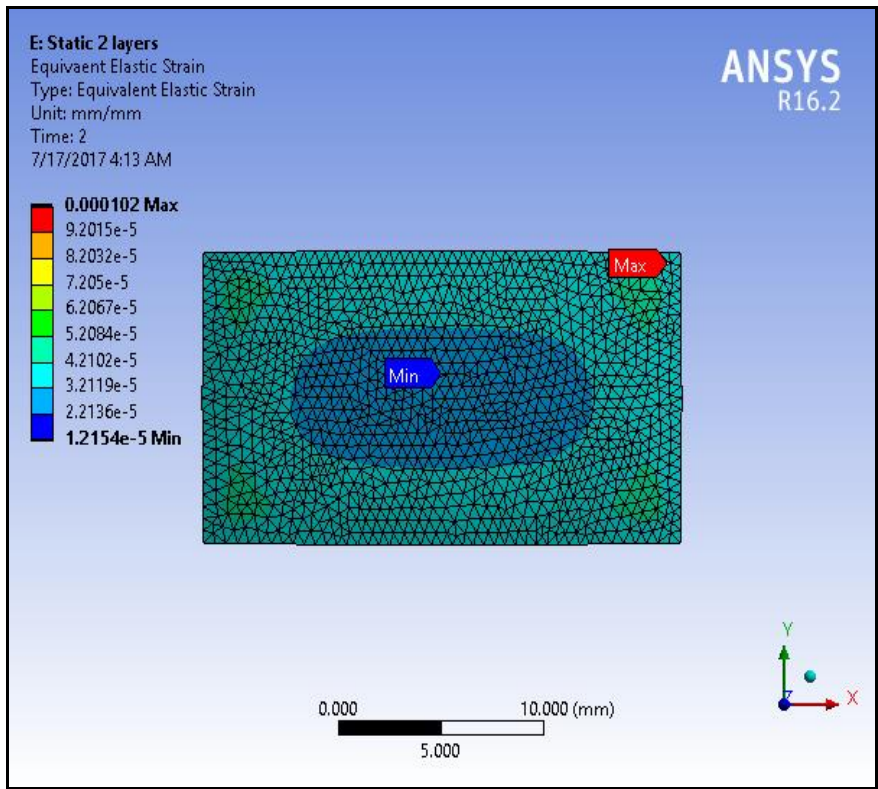 E: Static 2 layers
Equivaent Elastic Strain
Type: Equivalent Elastic Strain
Unit: mm/mm
Time: 2
7/17/2017 4:13 AM
ANSYS
R16.2
0.000102 Max
9.2015e-5
8.2032e-5
7.205e-5
6.2067e-5
5.2084e-5
4.2102e-5
3.2119e-5
2.2136e-5
1.2154e-5 Min
Max
Min
0.000
10.000 (mm)
5.000
Y
Z
X